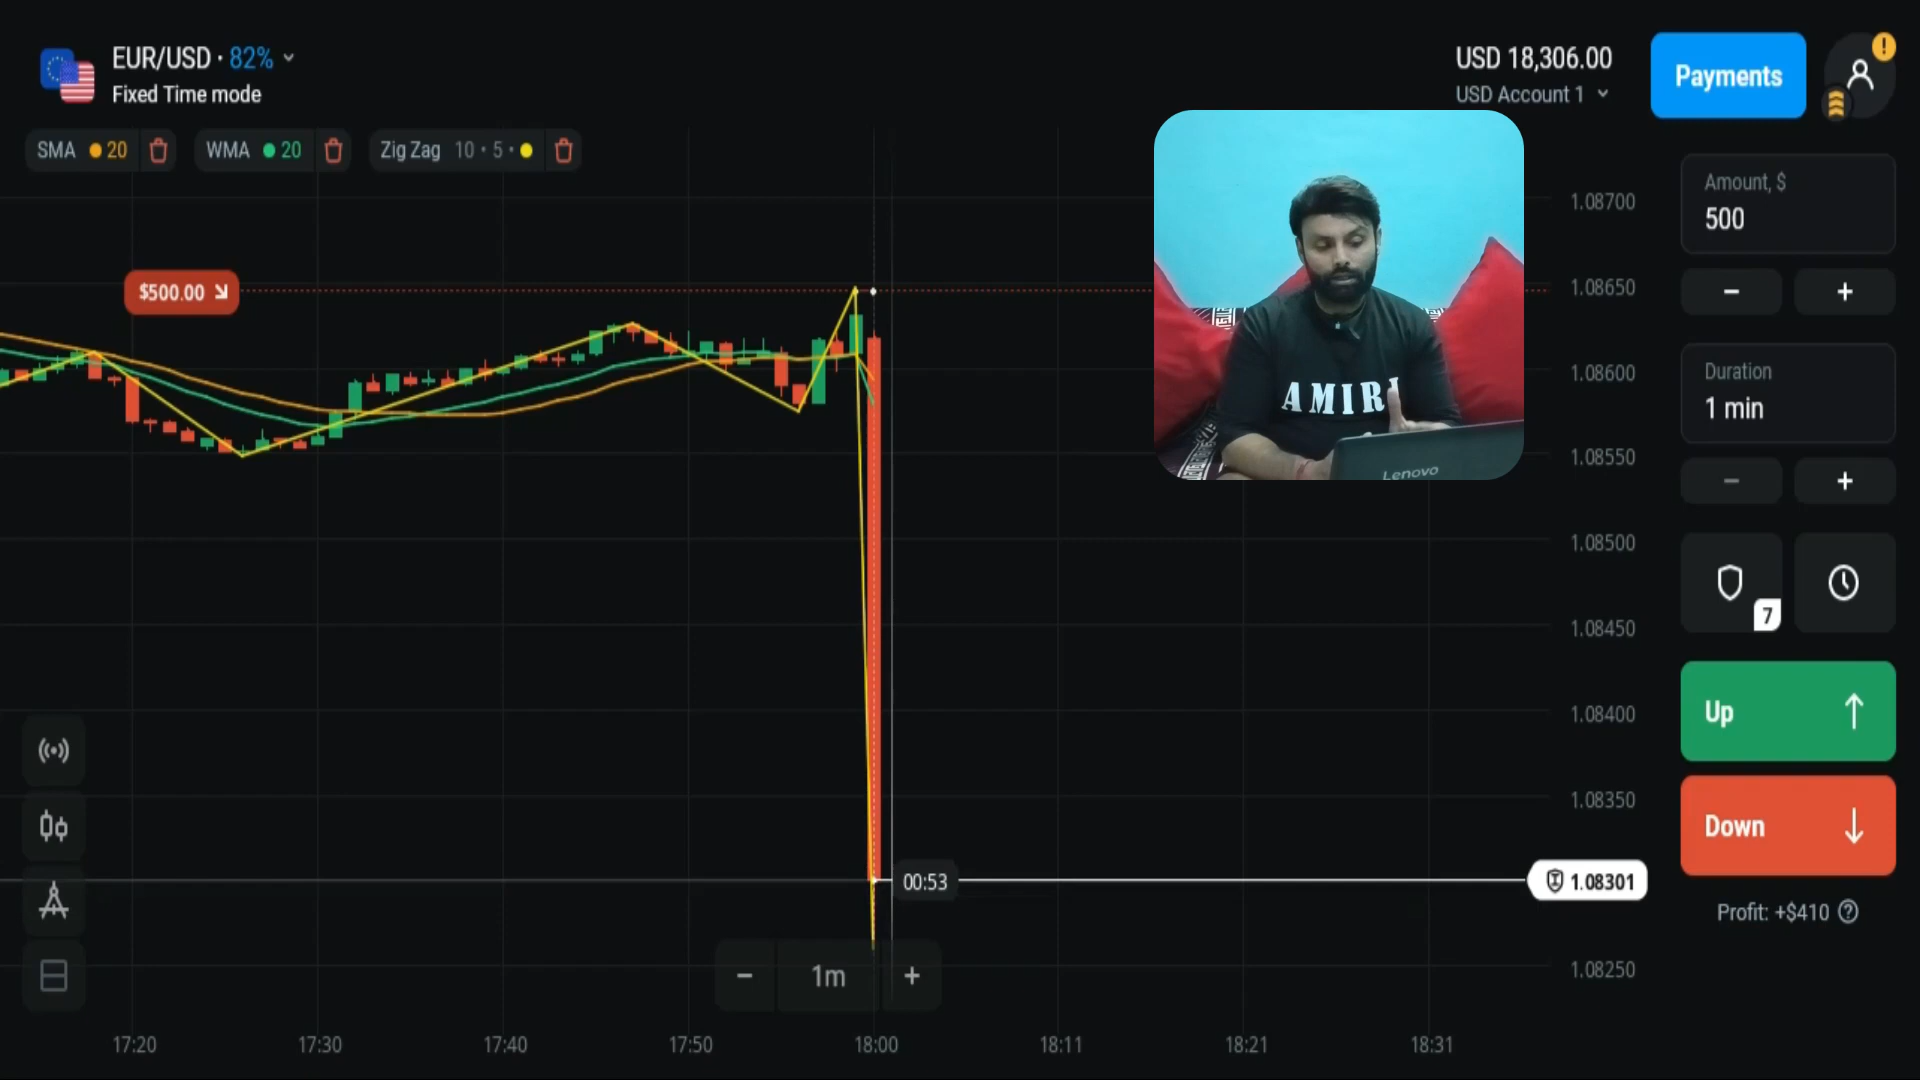 EUR/USD · 82%
Fixed Time mode
USD 18,306.00
USD Account 1
Payments
!
SMA 20
WMA 20
Zig Zag 10 · 5 ·
Amount, $
500
− +
Duration
1 min
− +
7
Up
Down
Profit: +$410 ?
$500.00
1.08700
1.08650
1.08600
1.08550
1.08500
1.08450
1.08400
1.08350
1.08301
1.08250
00:53
− 1m +
17:20 17:30 17:40 17:50 18:00 18:11 18:21 18:31
AMIRI
Lenovo